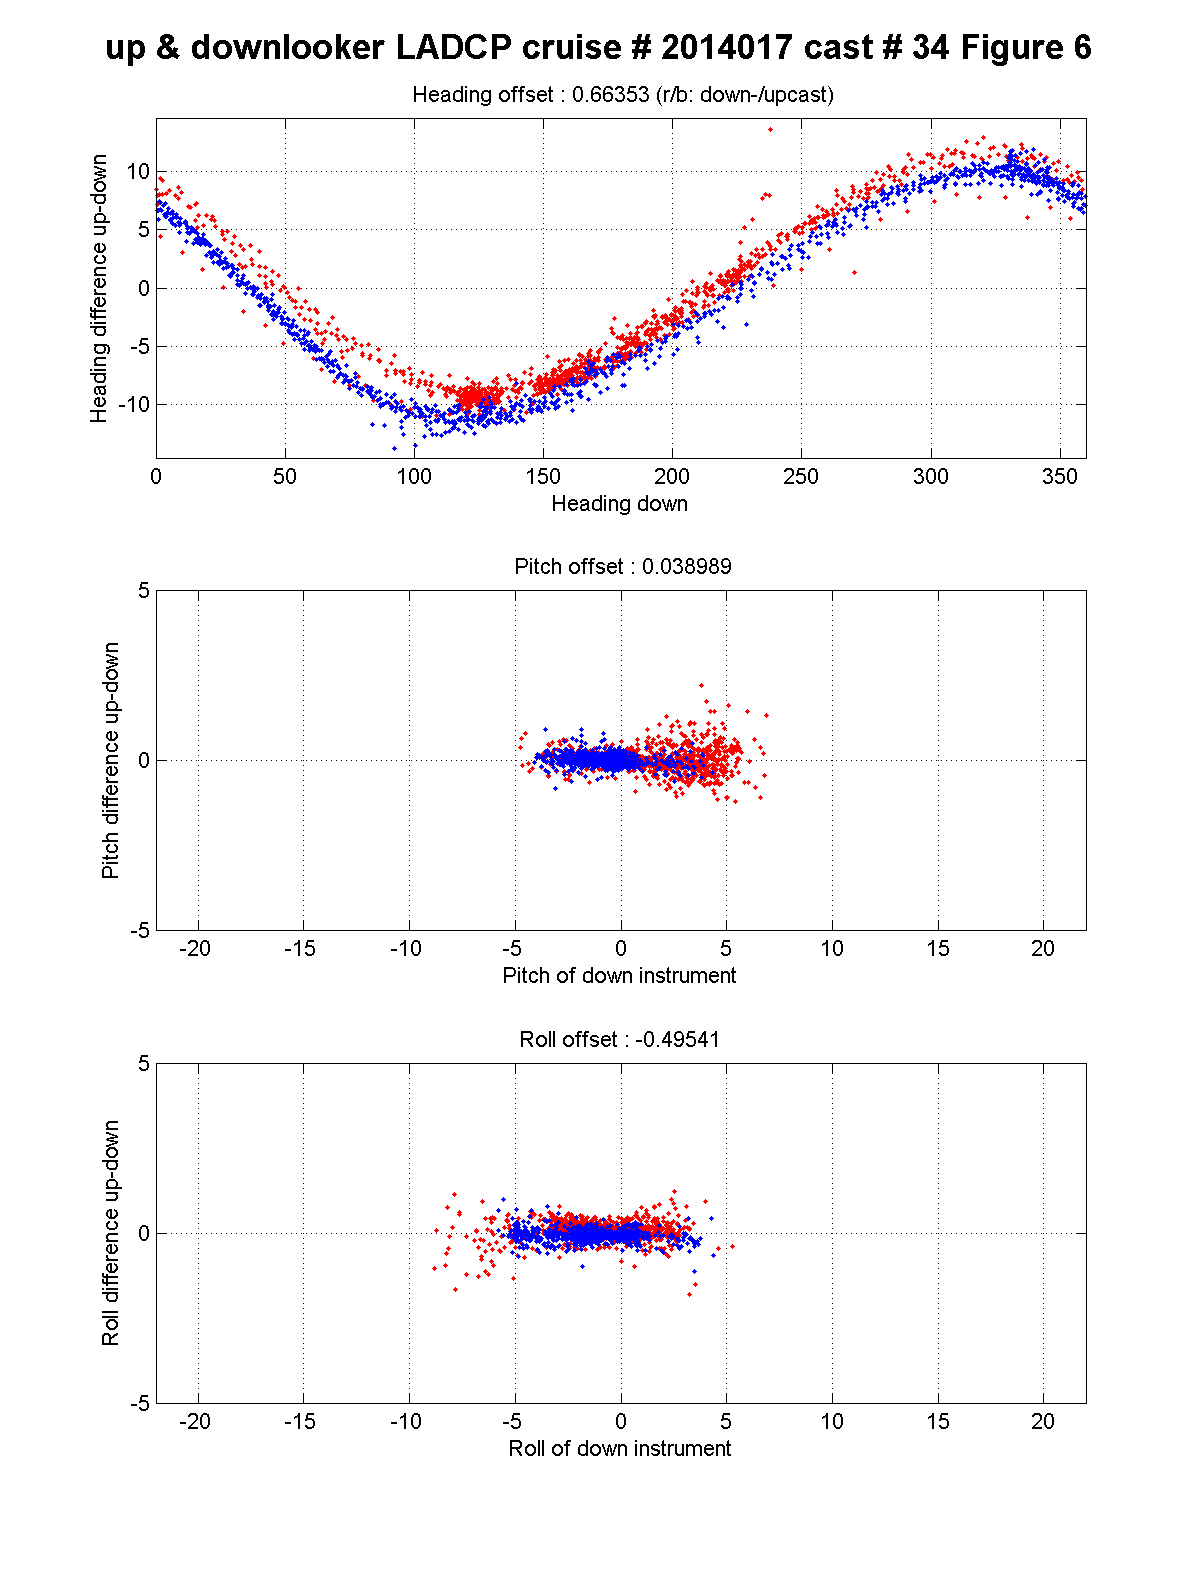 up & downlooker LADCP cruise # 2014017 cast # 34 Figure 6
Heading offset : 0.66353 (r/b: down-/upcast)
10
5
0
-5
-10
Heading difference up-down
0 50 100 150 200 250 300 350
Heading down
Pitch offset : 0.038989
5
0
-5
Pitch difference up-down
-20 -15 -10 -5 0 5 10 15 20
Pitch of down instrument
Roll offset : -0.49541
5
0
-5
Roll difference up-down
-20 -15 -10 -5 0 5 10 15 20
Roll of down instrument